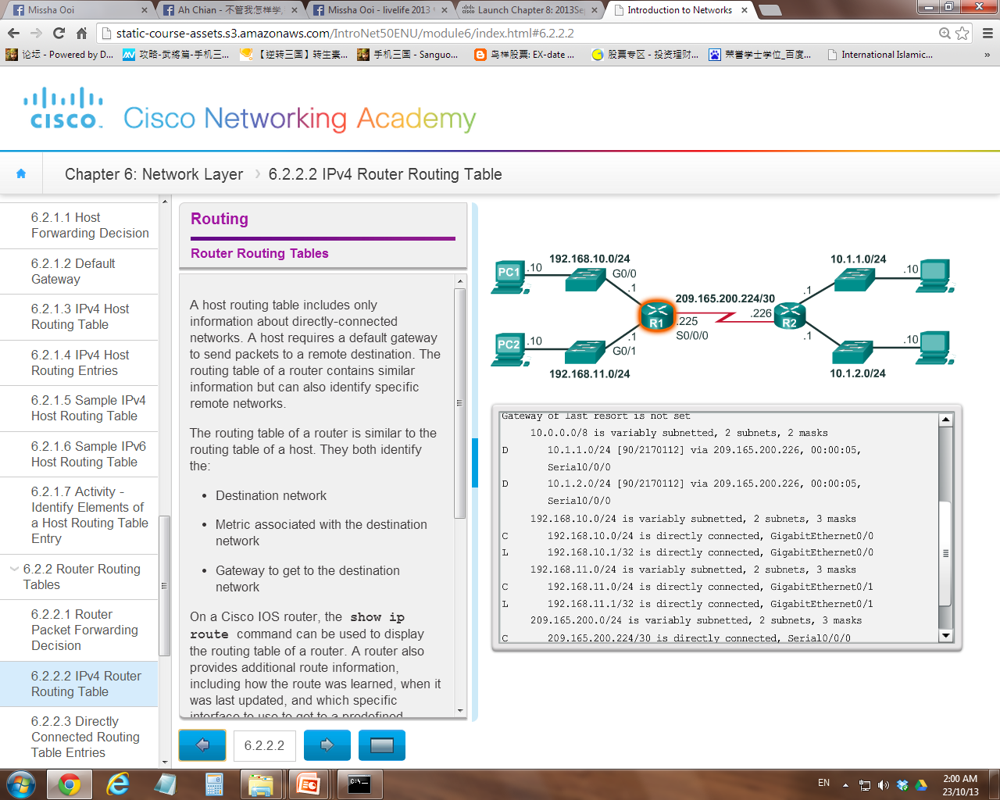 Missha Ooi
Ah Chian - 不管我怎样学,
Missha Ooi - livelife 2013
Launch Chapter 8: 2013Se
Introduction to Networks
static-course-assets.s3.amazonaws.com/IntroNet50ENU/module6/index.html#6.2.2.2
论坛 - Powered by D...
攻略-武将篇-手机三...
【逆转三国】转生素...
手机三国 - Sanguo...
鸟样股票: EX-date ...
股票专区 - 投资理财...
荣誉学士学位_百度...
International Islamic...
»
CISCO
Cisco Networking Academy
Chapter 6: Network Layer
6.2.2.2 IPv4 Router Routing Table
6.2.1.1 Host
Forwarding Decision
6.2.1.2 Default
Gateway
6.2.1.3 IPv4 Host
Routing Table
6.2.1.4 IPv4 Host
Routing Entries
6.2.1.5 Sample IPv4
Host Routing Table
6.2.1.6 Sample IPv6
Host Routing Table
6.2.1.7 Activity -
Identify Elements of
a Host Routing Table
Entry
6.2.2 Router Routing
Tables
6.2.2.1 Router
Packet Forwarding
Decision
6.2.2.2 IPv4 Router
Routing Table
6.2.2.3 Directly
Connected Routing
Table Entries
Routing
Router Routing Tables
A host routing table includes only
information about directly-connected
networks. A host requires a default gateway
to send packets to a remote destination. The
routing table of a router contains similar
information but can also identify specific
remote networks.
The routing table of a router is similar to the
routing table of a host. They both identify
the:
• Destination network
• Metric associated with the destination
network
• Gateway to get to the destination
network
On a Cisco IOS router, the show ip
route command can be used to display
the routing table of a router. A router also
provides additional route information,
including how the route was learned, when it
was last updated, and which specific
interface to use to get to a predefined
6.2.2.2
192.168.10.0/24
10.1.1.0/24
PC1
.10
G0/0
.1
.10
.1
209.165.200.224/30
R1
.225
.226
R2
S0/0/0
PC2
.10
.1
G0/1
.1
.10
192.168.11.0/24
10.1.2.0/24
Gateway of last resort is not set
10.0.0.0/8 is variably subnetted, 2 subnets, 2 masks
D 10.1.1.0/24 [90/2170112] via 209.165.200.226, 00:00:05,
Serial0/0/0
D 10.1.2.0/24 [90/2170112] via 209.165.200.226, 00:00:05,
Serial0/0/0
192.168.10.0/24 is variably subnetted, 2 subnets, 3 masks
C 192.168.10.0/24 is directly connected, GigabitEthernet0/0
L 192.168.10.1/32 is directly connected, GigabitEthernet0/0
192.168.11.0/24 is variably subnetted, 2 subnets, 3 masks
C 192.168.11.0/24 is directly connected, GigabitEthernet0/1
L 192.168.11.1/32 is directly connected, GigabitEthernet0/1
209.165.200.0/24 is variably subnetted, 2 subnets, 3 masks
C 209.165.200.224/30 is directly connected, Serial0/0/0
EN
2:00 AM
23/10/13